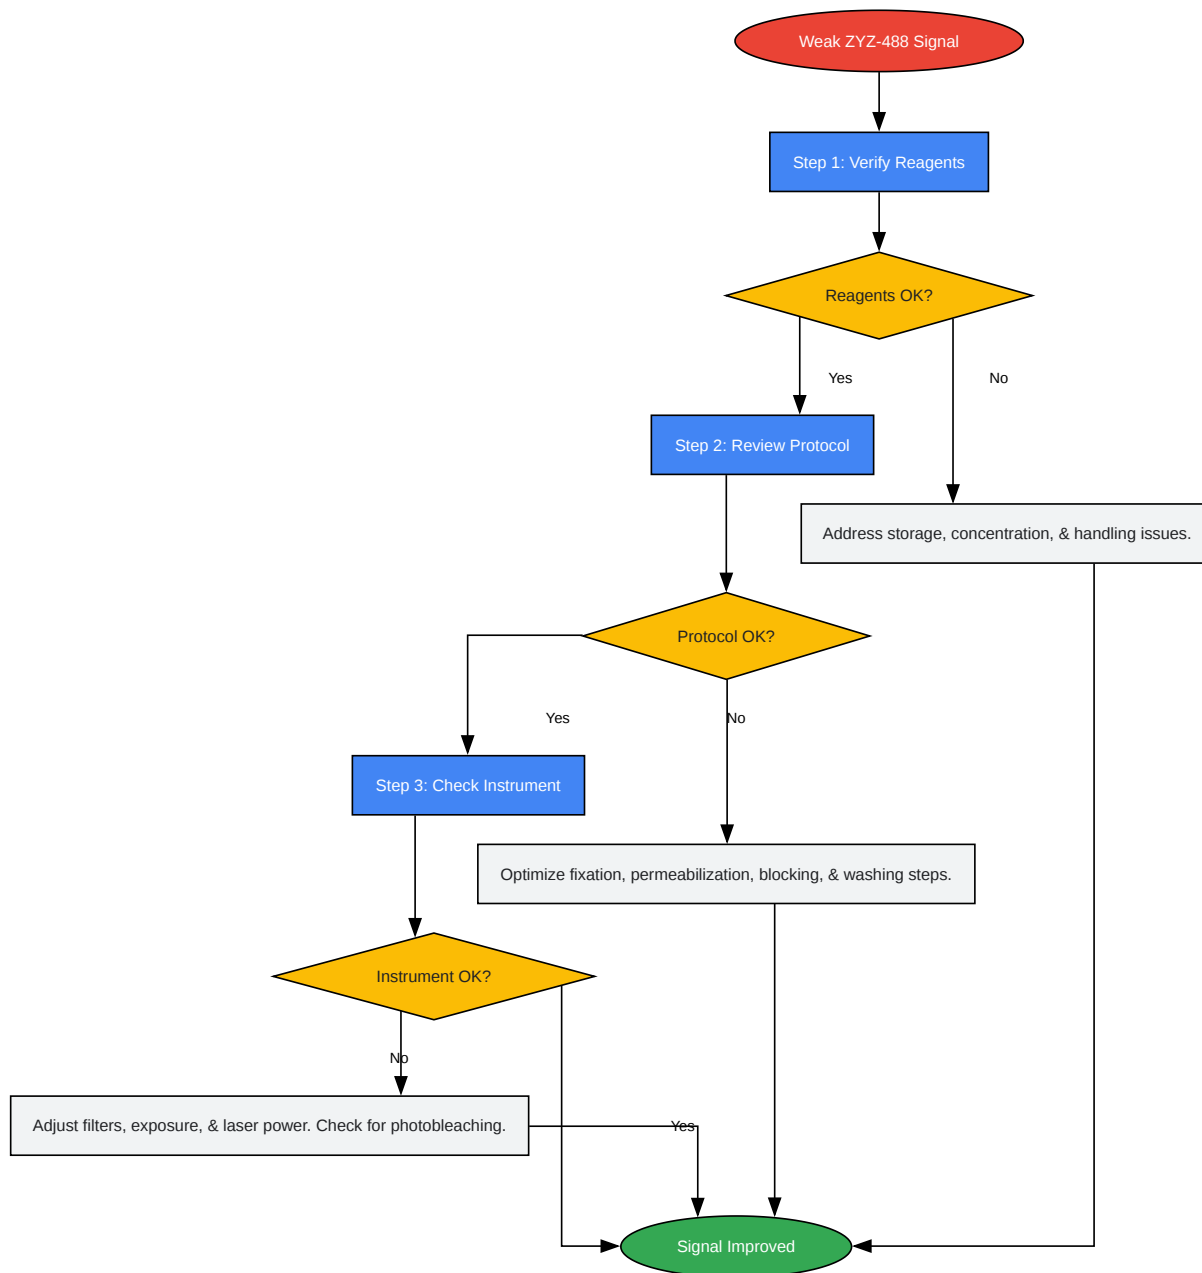 Weak ZYZ-488 Signal
Step 1: Verify Reagents
Reagents OK?
Yes
No
Step 2: Review Protocol
Address storage, concentration, & handling issues.
Protocol OK?
Yes
No
Step 3: Check Instrument
Optimize fixation, permeabilization, blocking, & washing steps.
Instrument OK?
No
Adjust filters, exposure, & laser power. Check for photobleaching.
Yes
Signal Improved